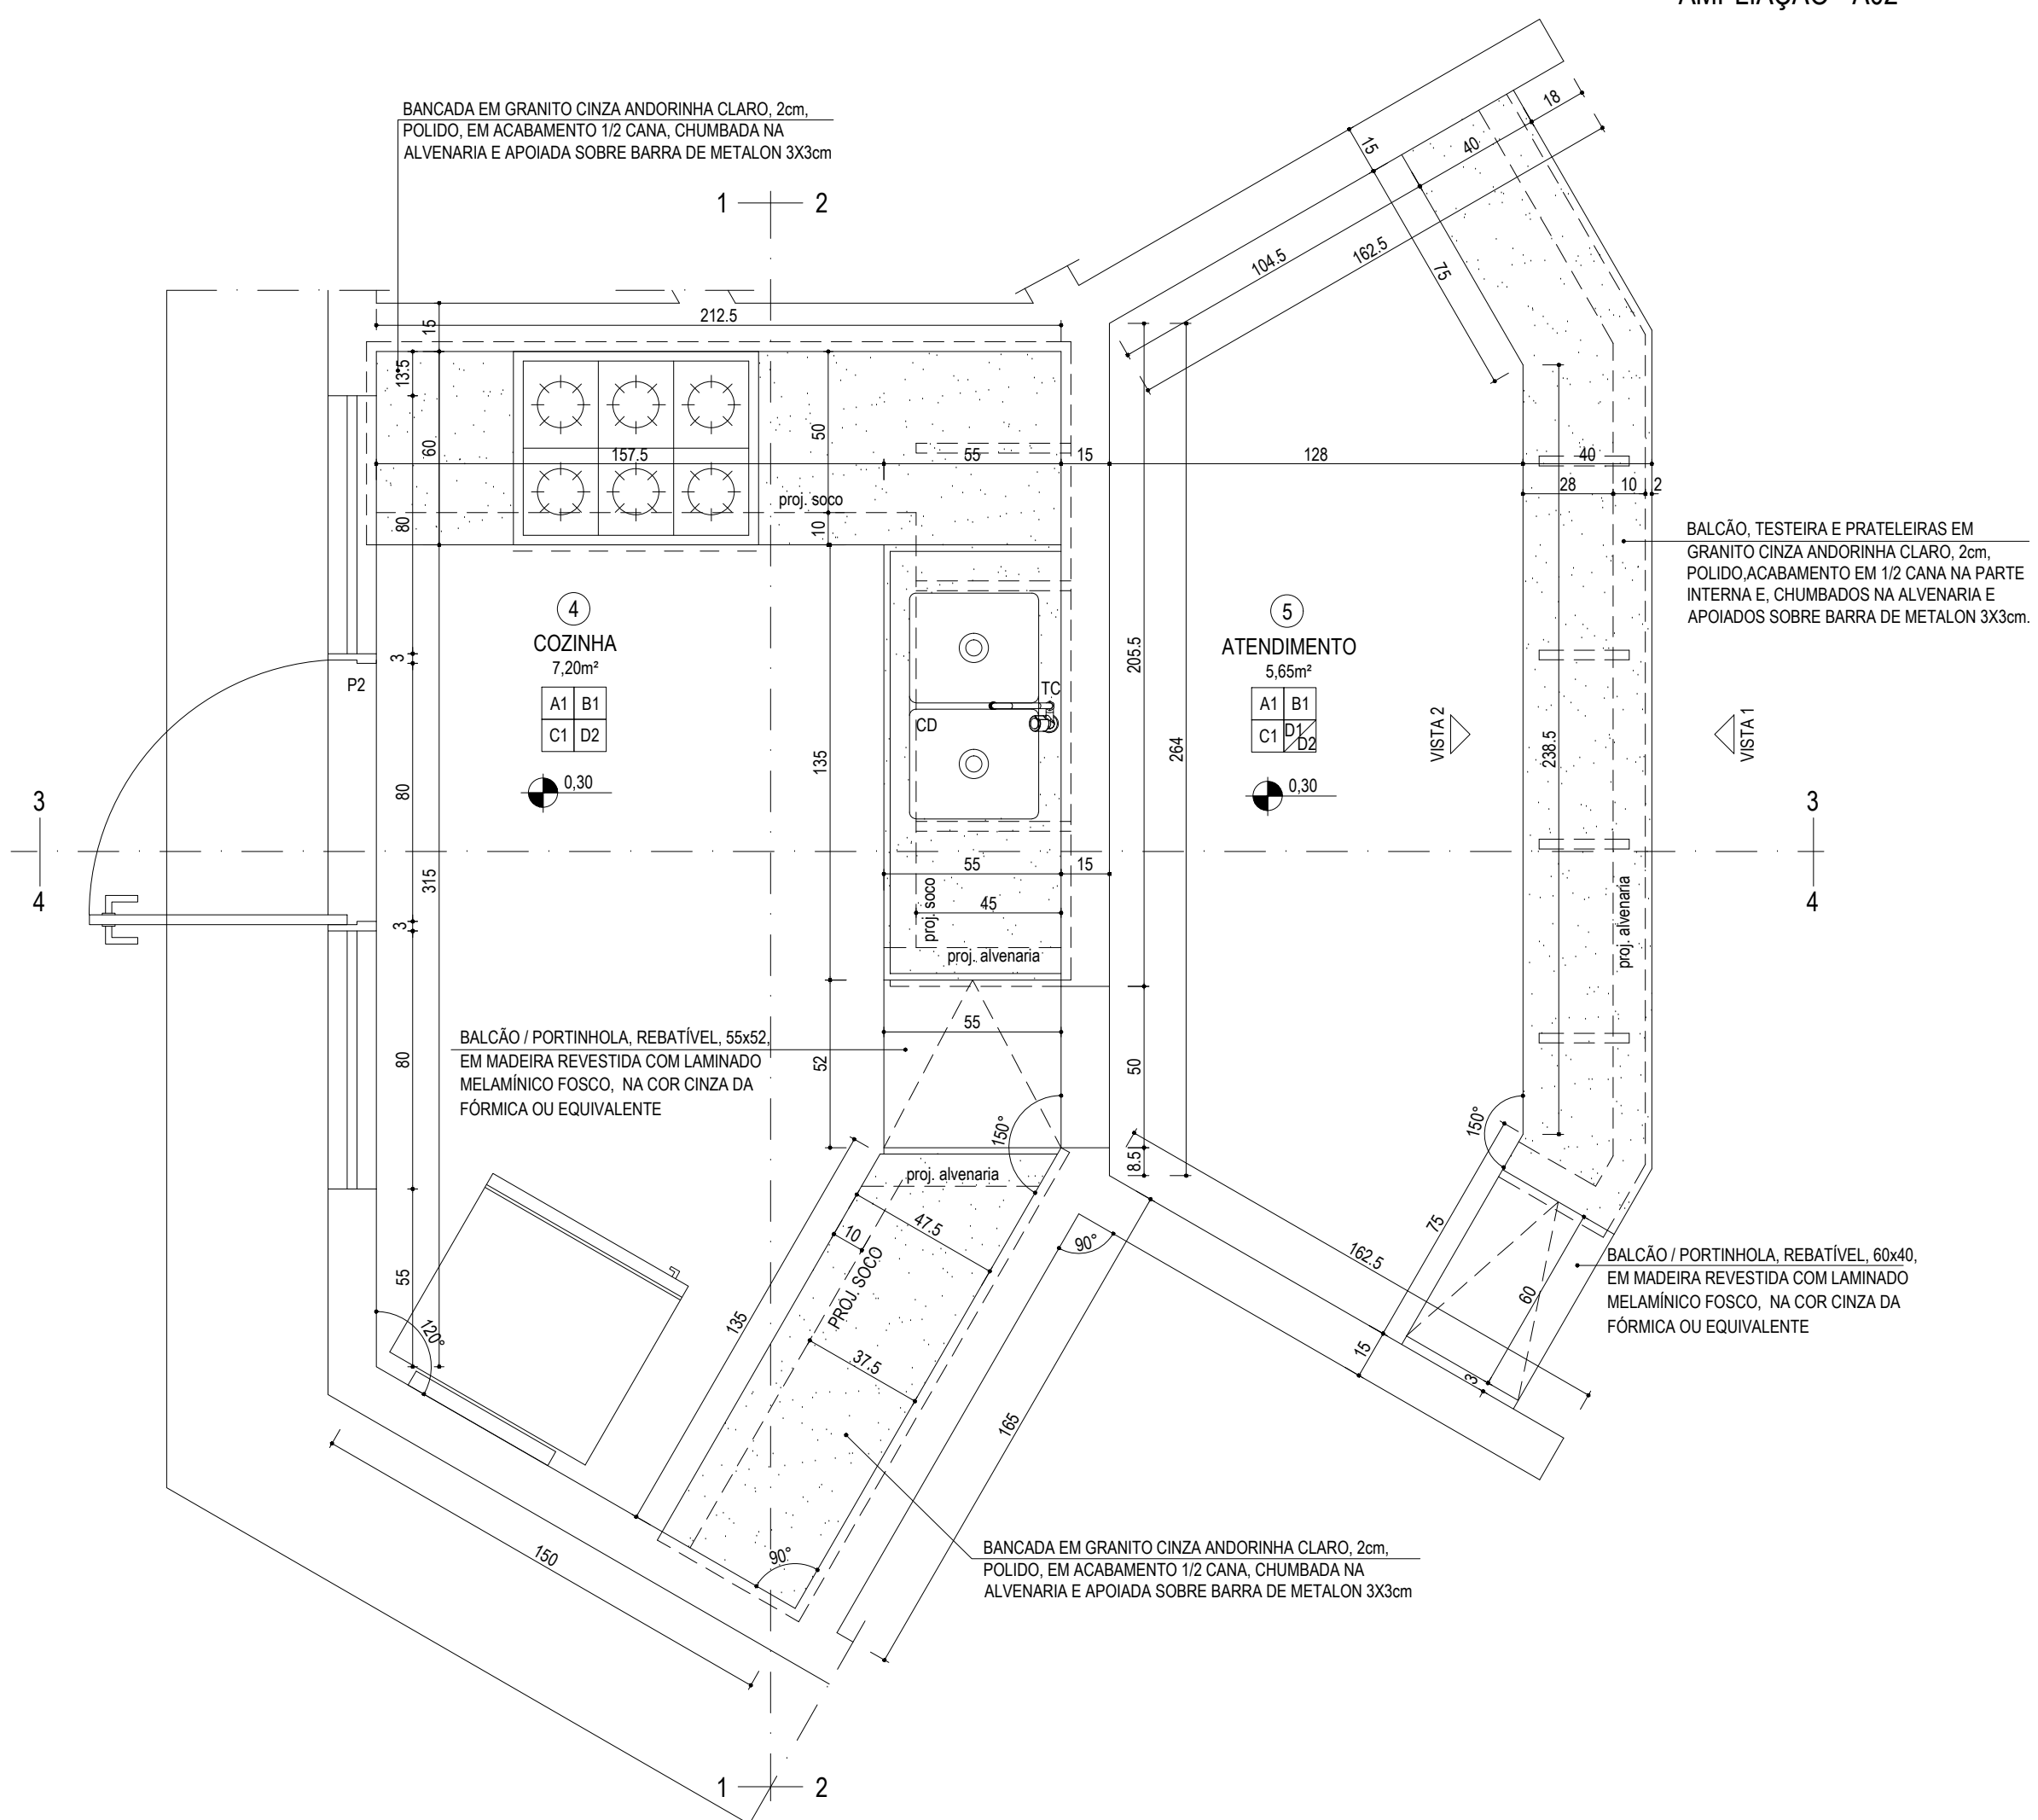 BANCADA EM GRANITO CINZA ANDORINHA CLARO, 2cm,
POLIDO, EM ACABAMENTO 1/2 CANA, CHUMBADA NA
ALVENARIA E APOIADA SOBRE BARRA DE METALON 3X3cm
1
2
18
40
15
104.5
162.5
75
212.5
15
13.5
60
50
157.5
55
15
128
40
28
10
2
proj. soco
80
10
BALCÃO, TESTEIRA E PRATELEIRAS EM
GRANITO CINZA ANDORINHA CLARO, 2cm,
POLIDO,ACABAMENTO EM 1/2 CANA NA PARTE
INTERNA E, CHUMBADOS NA ALVENARIA E
APOIADOS SOBRE BARRA DE METALON 3X3cm.
4
COZINHA
7,20m²
A1 B1
C1 D2
0,30
5
ATENDIMENTO
5,65m²
A1 B1
C1 D1 D2
0,30
3
P2
TC
CD
205.5
264
135
238.5
VISTA 2
VISTA 1
80
3
4
3
4
315
55
15
45
proj. soco
proj. alvenaria
proj. alvenaria
3
80
BALCÃO / PORTINHOLA, REBATÍVEL, 55x52,
EM MADEIRA REVESTIDA COM LAMINADO
MELAMÍNICO FOSCO, NA COR CINZA DA
FÓRMICA OU EQUIVALENTE
55
52
50
150°
150°
8.5
proj. alvenaria
47.5
10
PROJ. SOCO
90°
75
162.5
60
BALCÃO / PORTINHOLA, REBATÍVEL, 60x40,
EM MADEIRA REVESTIDA COM LAMINADO
MELAMÍNICO FOSCO, NA COR CINZA DA
FÓRMICA OU EQUIVALENTE
55
120°
135
37.5
15
3
165
150
90°
BANCADA EM GRANITO CINZA ANDORINHA CLARO, 2cm,
POLIDO, EM ACABAMENTO 1/2 CANA, CHUMBADA NA
ALVENARIA E APOIADA SOBRE BARRA DE METALON 3X3cm
1
2